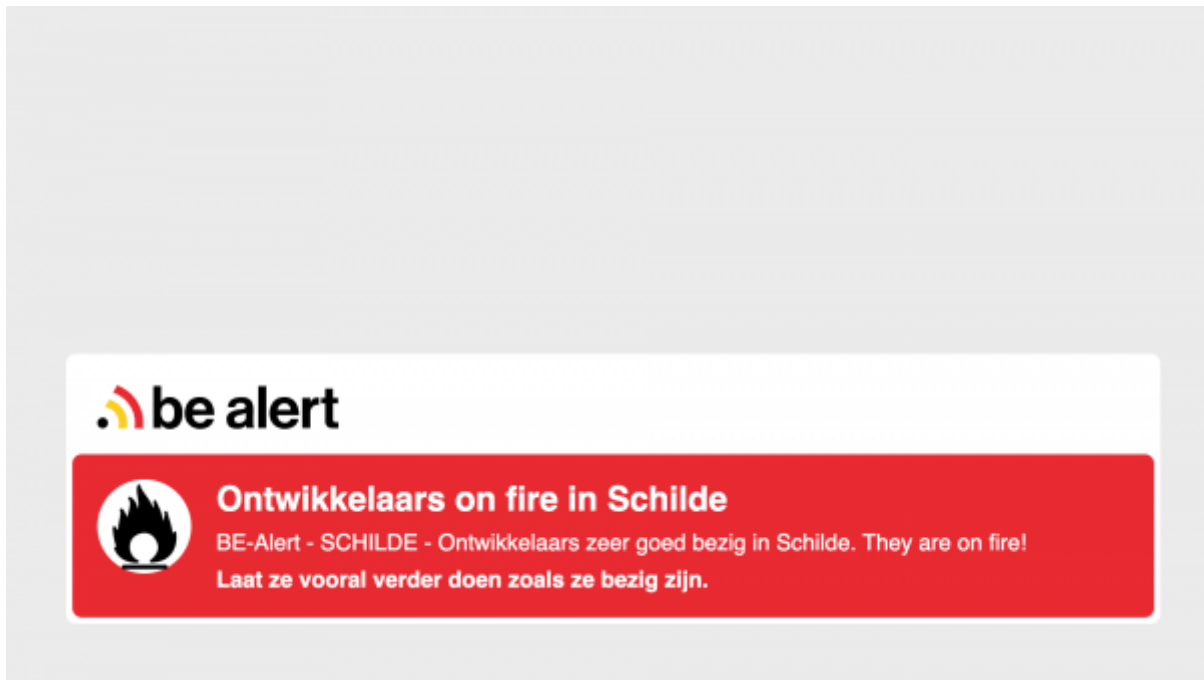 be alert
Ontwikkelaars on fire in Schilde
BE-Alert - SCHILDE - Ontwikkelaars zeer goed bezig in Schilde. They are on fire!
Laat ze vooral verder doen zoals ze bezig zijn.